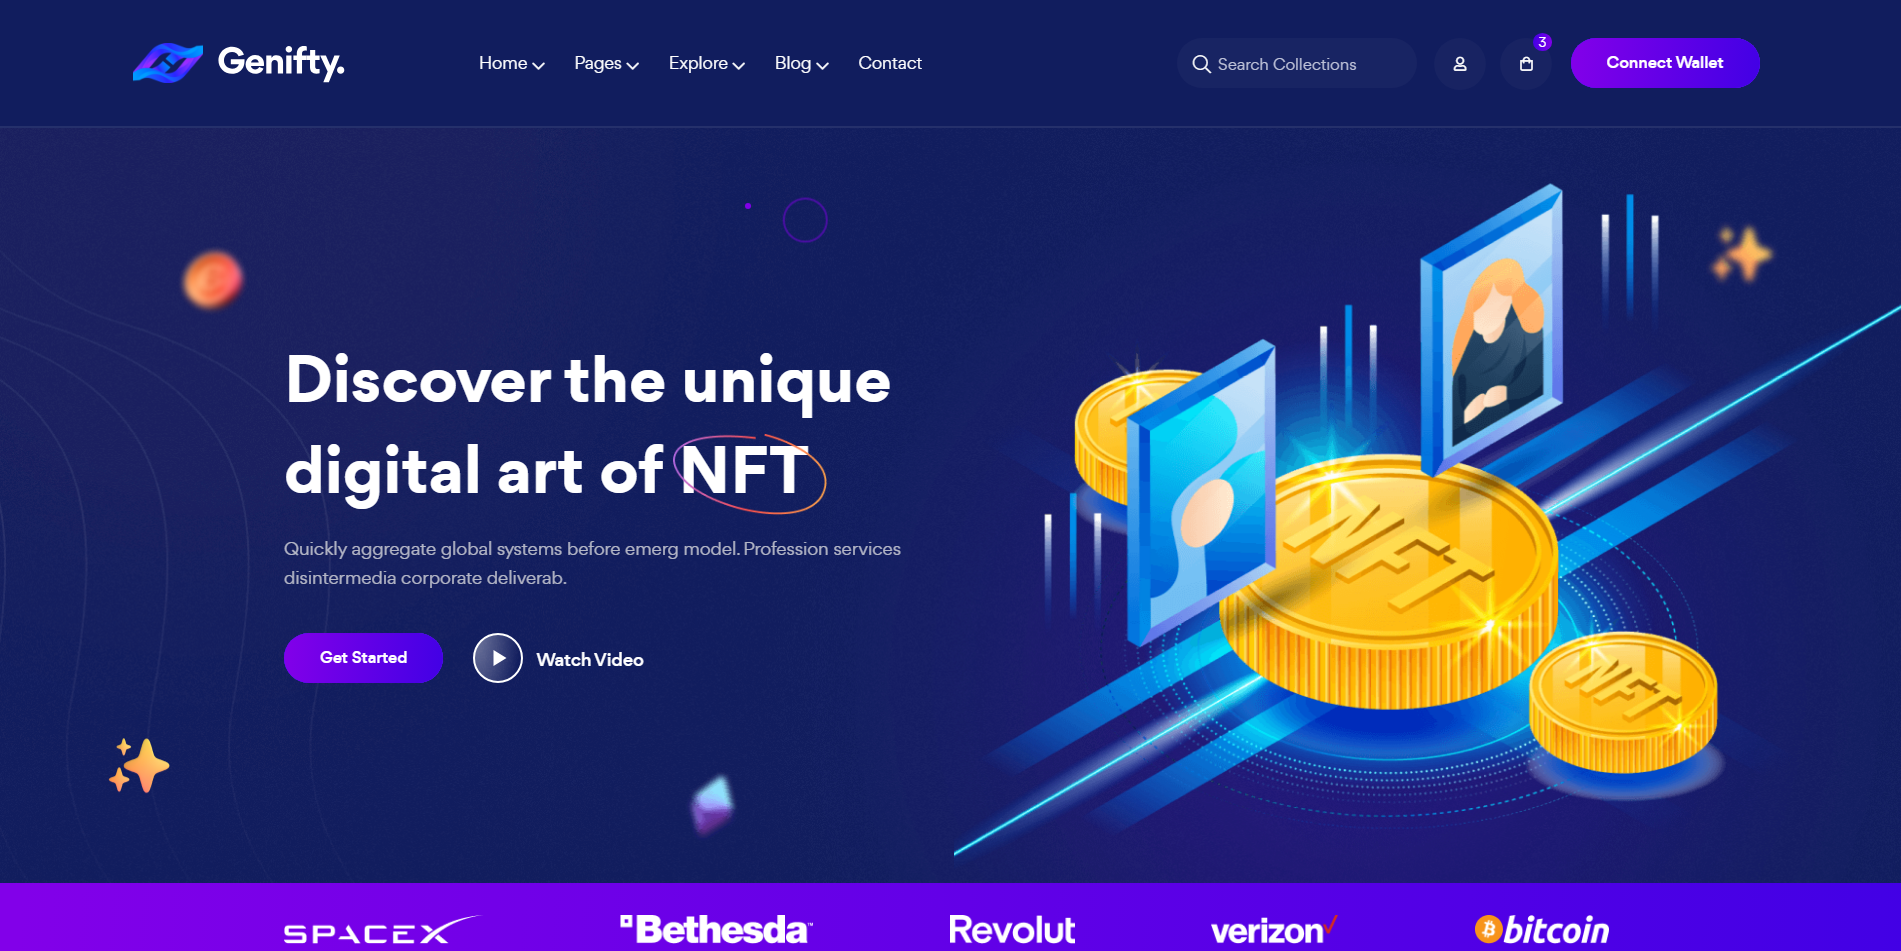 Genifty.
Home
Pages
Explore
Blog
Contact
Search Collections
3
Connect Wallet
Discover the unique
digital art of NFT
Quickly aggregate global systems before emerg model. Profession services
disintermedia corporate deliverab.
Get Started
Watch Video
NFT
NFT
SPACEX
Bethesda™
Revolut
verizon
bitcoin